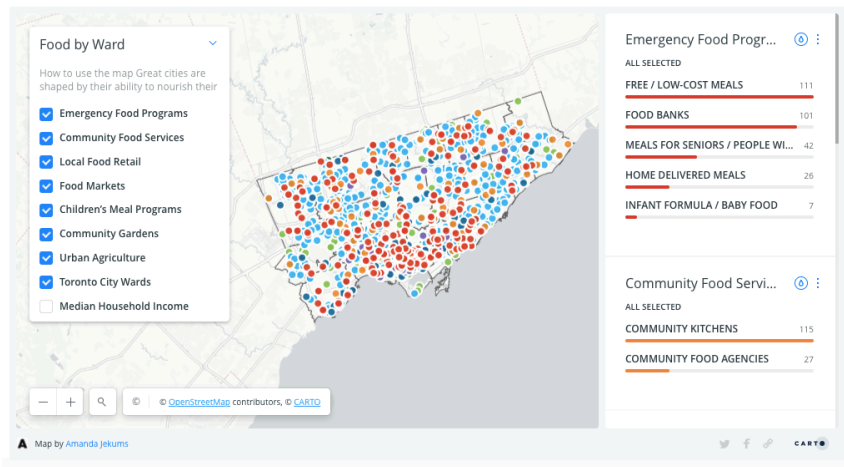 Food by Ward
How to use the map Great cities are
shaped by their ability to nourish their
Emergency Food Programs
Community Food Services
Local Food Retail
Food Markets
Children's Meal Programs
Community Gardens
Urban Agriculture
Toronto City Wards
Median Household Income
© © OpenStreetMap contributors, © CARTO
Emergency Food Progr...
ALL SELECTED
FREE / LOW-COST MEALS 111
FOOD BANKS 101
MEALS FOR SENIORS / PEOPLE WI... 42
HOME DELIVERED MEALS 26
INFANT FORMULA / BABY FOOD 7
Community Food Servi...
ALL SELECTED
COMMUNITY KITCHENS 115
COMMUNITY FOOD AGENCIES 27
Map by Amanda Jekums
CARTO